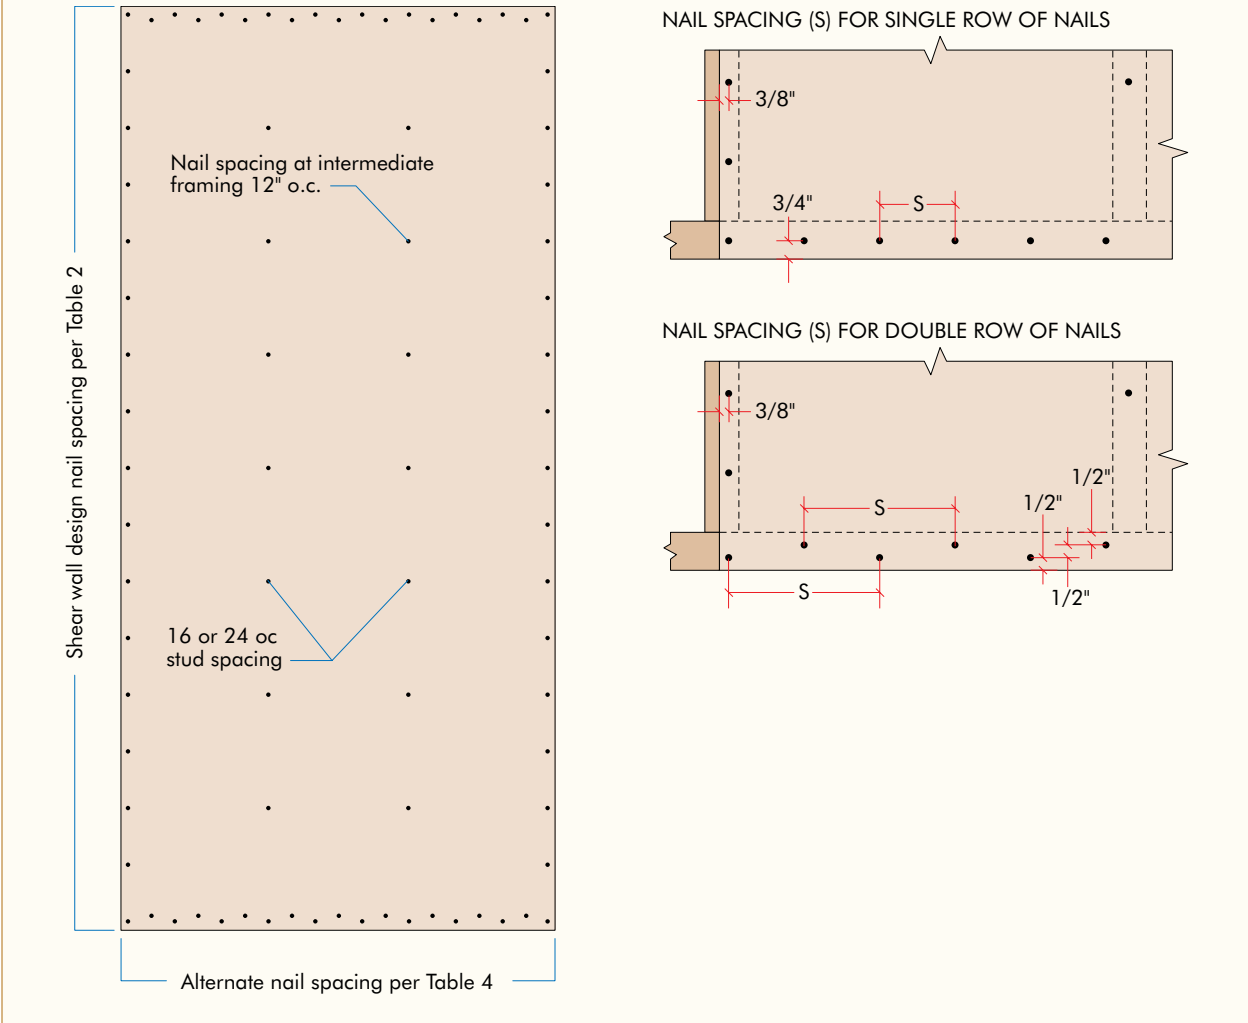 Nail spacing at intermediate
framing 12" o.c.
Shear wall design nail spacing per Table 2
16 or 24 oc
stud spacing
Alternate nail spacing per Table 4
NAIL SPACING (S) FOR SINGLE ROW OF NAILS
3/8"
3/4"
S
NAIL SPACING (S) FOR DOUBLE ROW OF NAILS
3/8"
1/2"
1/2"
S
S
1/2"